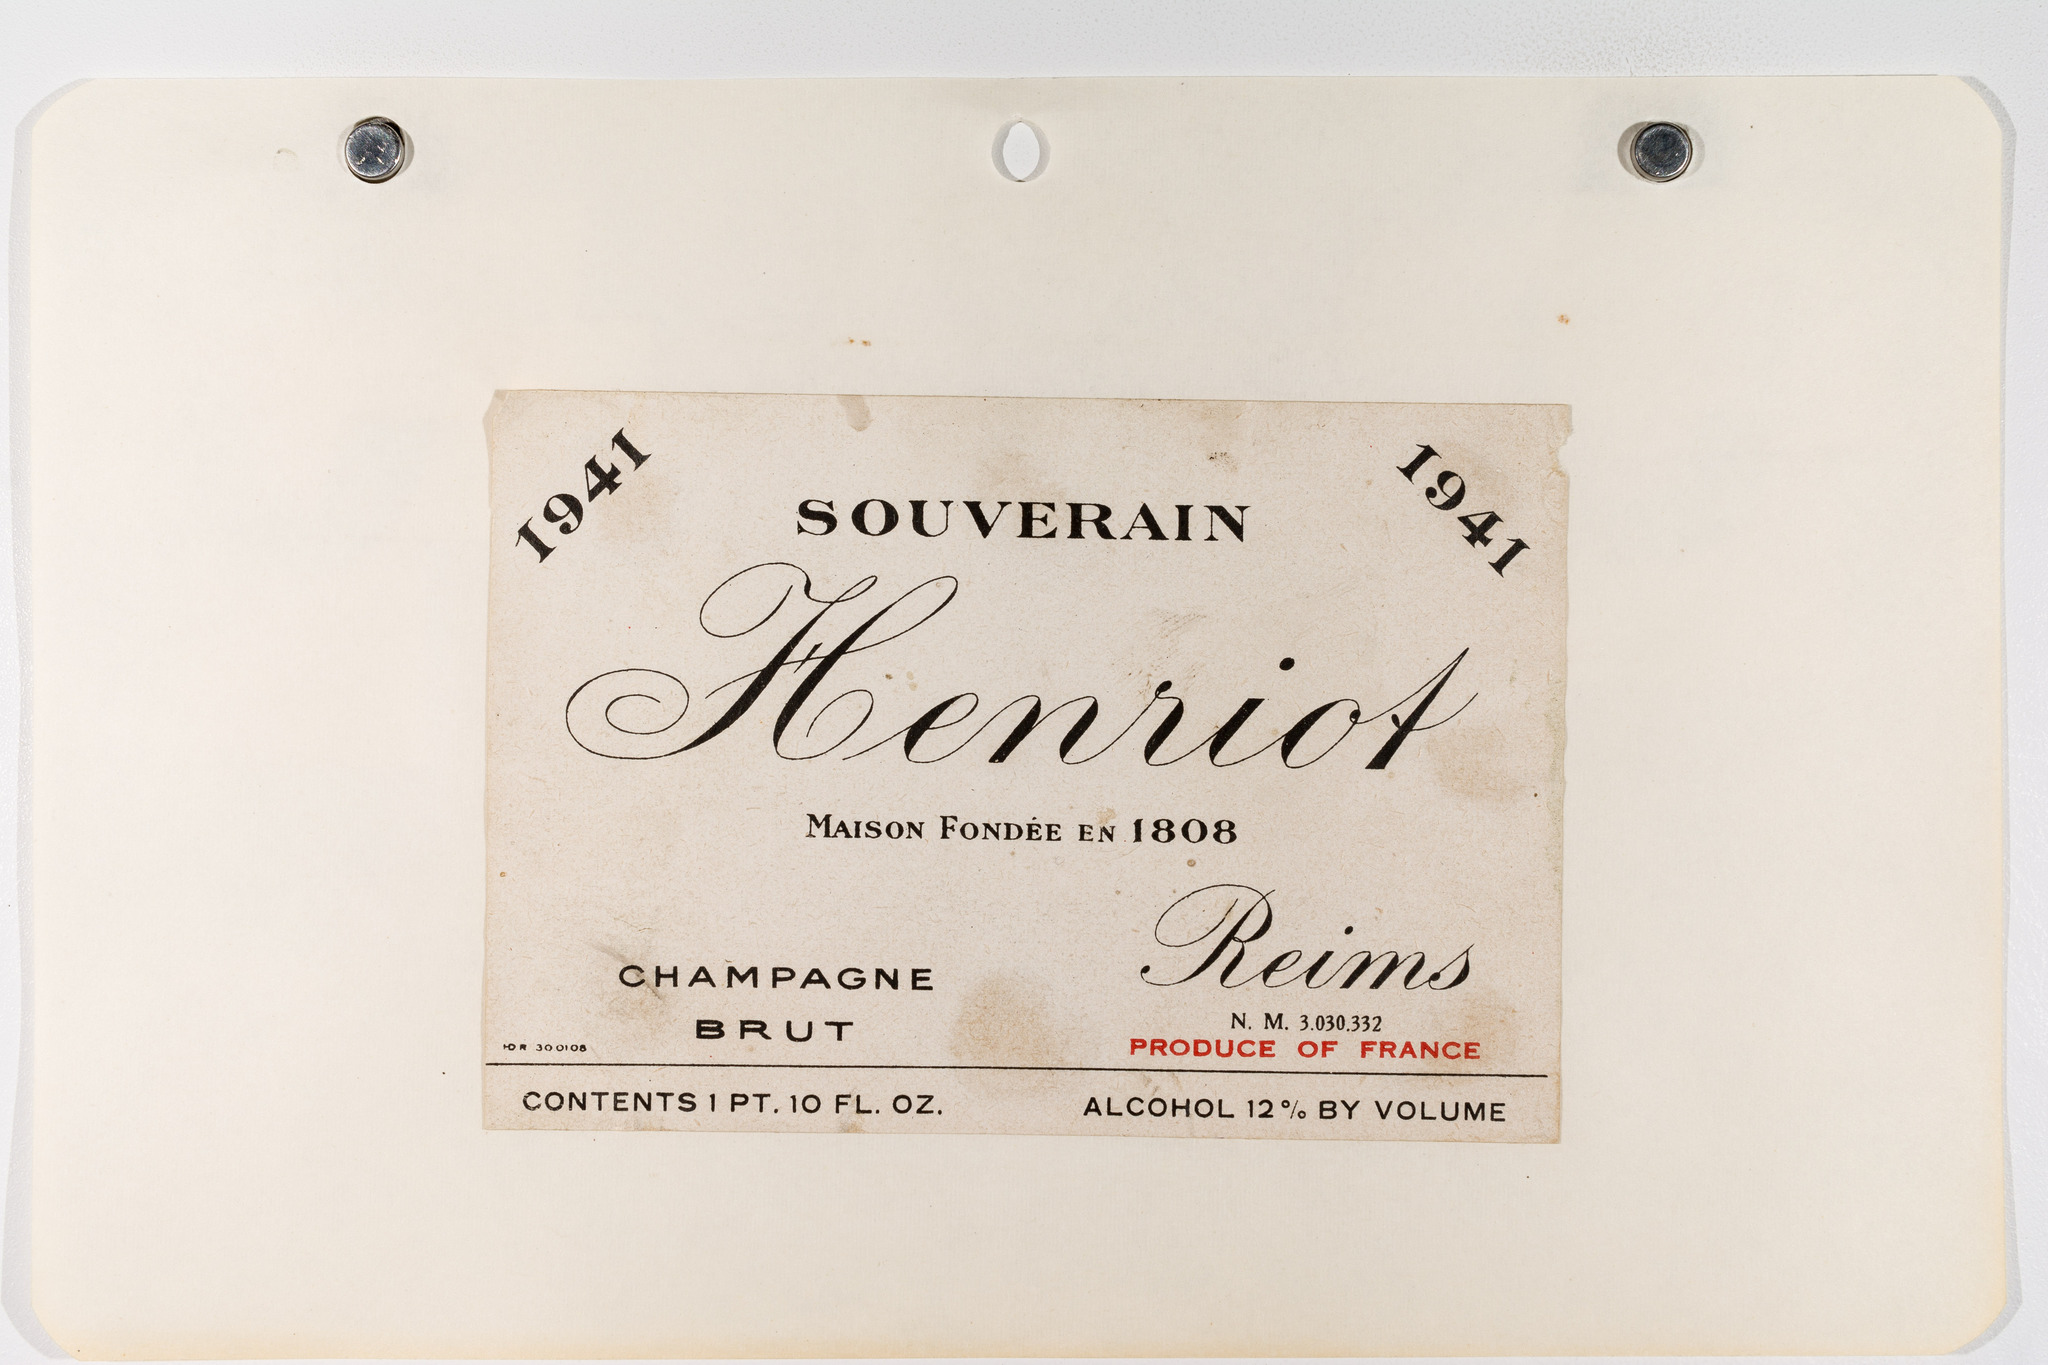 1941
1941
SOUVERAIN
Henriot
MAISON FONDÉE EN 1808
Reims
CHAMPAGNE
BRUT
N. M. 3.030.332
PRODUCE OF FRANCE
300108
CONTENTS 1 PT. 10 FL. OZ.
ALCOHOL 12% BY VOLUME